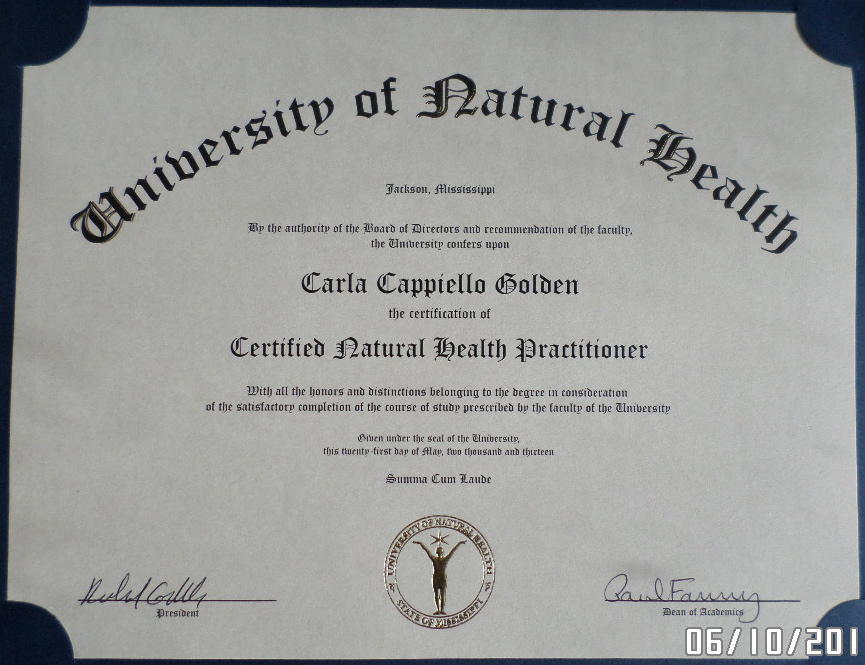 University of Natural Health
Jackson, Mississippi
By the authority of the Board of Directors and recommendation of the faculty,
the University confers upon
Carla Cappiello Golden
the certification of
Certified Natural Health Practitioner
With all the honors and distinctions belonging to the degree in consideration
of the satisfactory completion of the course of study prescribed by the faculty of the University
Given under the seal of the University,
this twenty-first day of May, two thousand and thirteen
Summa Cum Laude
UNIVERSITY OF NATURAL HEALTH
STATE OF MISSISSIPPI
President
Dean of Academics
06/10/201